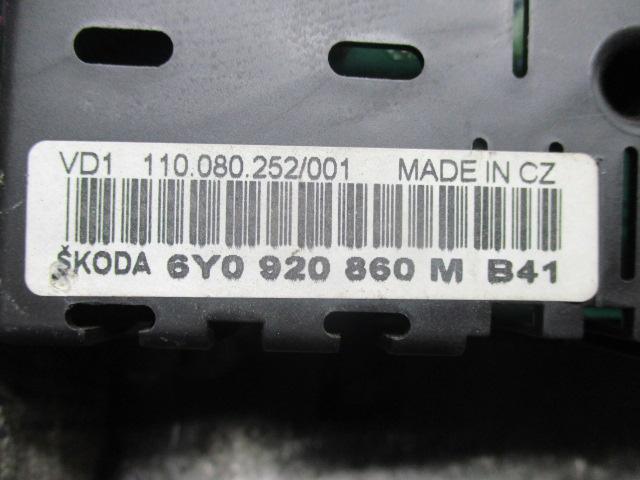 VD1 110.080.252/001 MADE IN CZ
ŠKODA 6Y0 920 860 M B41